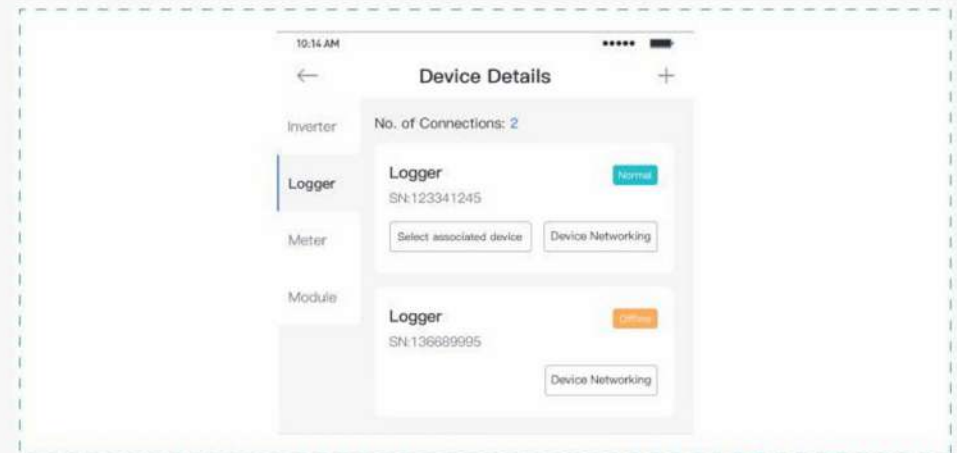 10:14 AM
Device Details
Inverter
Logger
Meter
Module
No. of Connections: 2
Logger
Normal
SN:123341245
Select associated device
Device Networking
Logger
Offline
SN:136689995
Device Networking